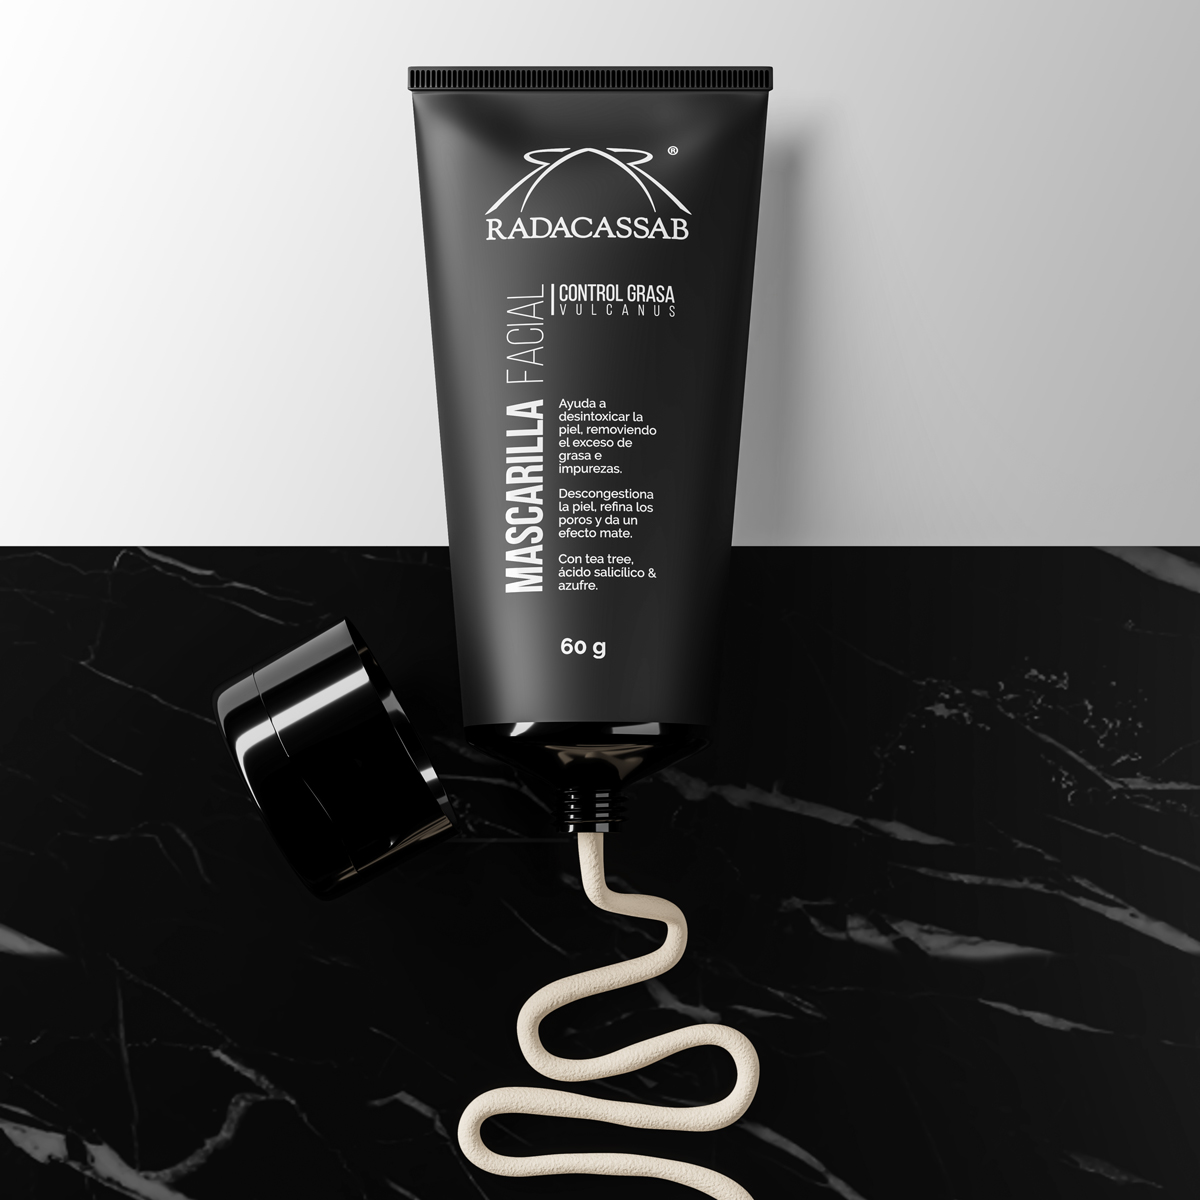 ®
RADACASSAB
CONTROL GRASA
VULCANUS
MASCARILLA FACIAL
Ayuda a
desintoxicar la
piel, removiendo
el exceso de
grasa e
impurezas.
Descongestiona
la piel, refina los
poros y da un
efecto mate.
Con tea tree,
ácido salicílico &
azufre.
60 g